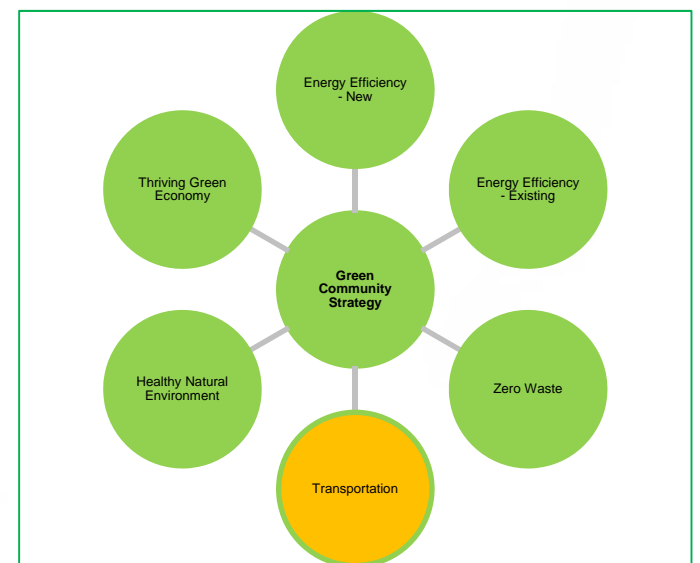 Energy Efficiency
- New
Thriving Green
Economy
Energy Efficiency
- Existing
Green
Community
Strategy
Healthy Natural
Environment
Zero Waste
Transportation